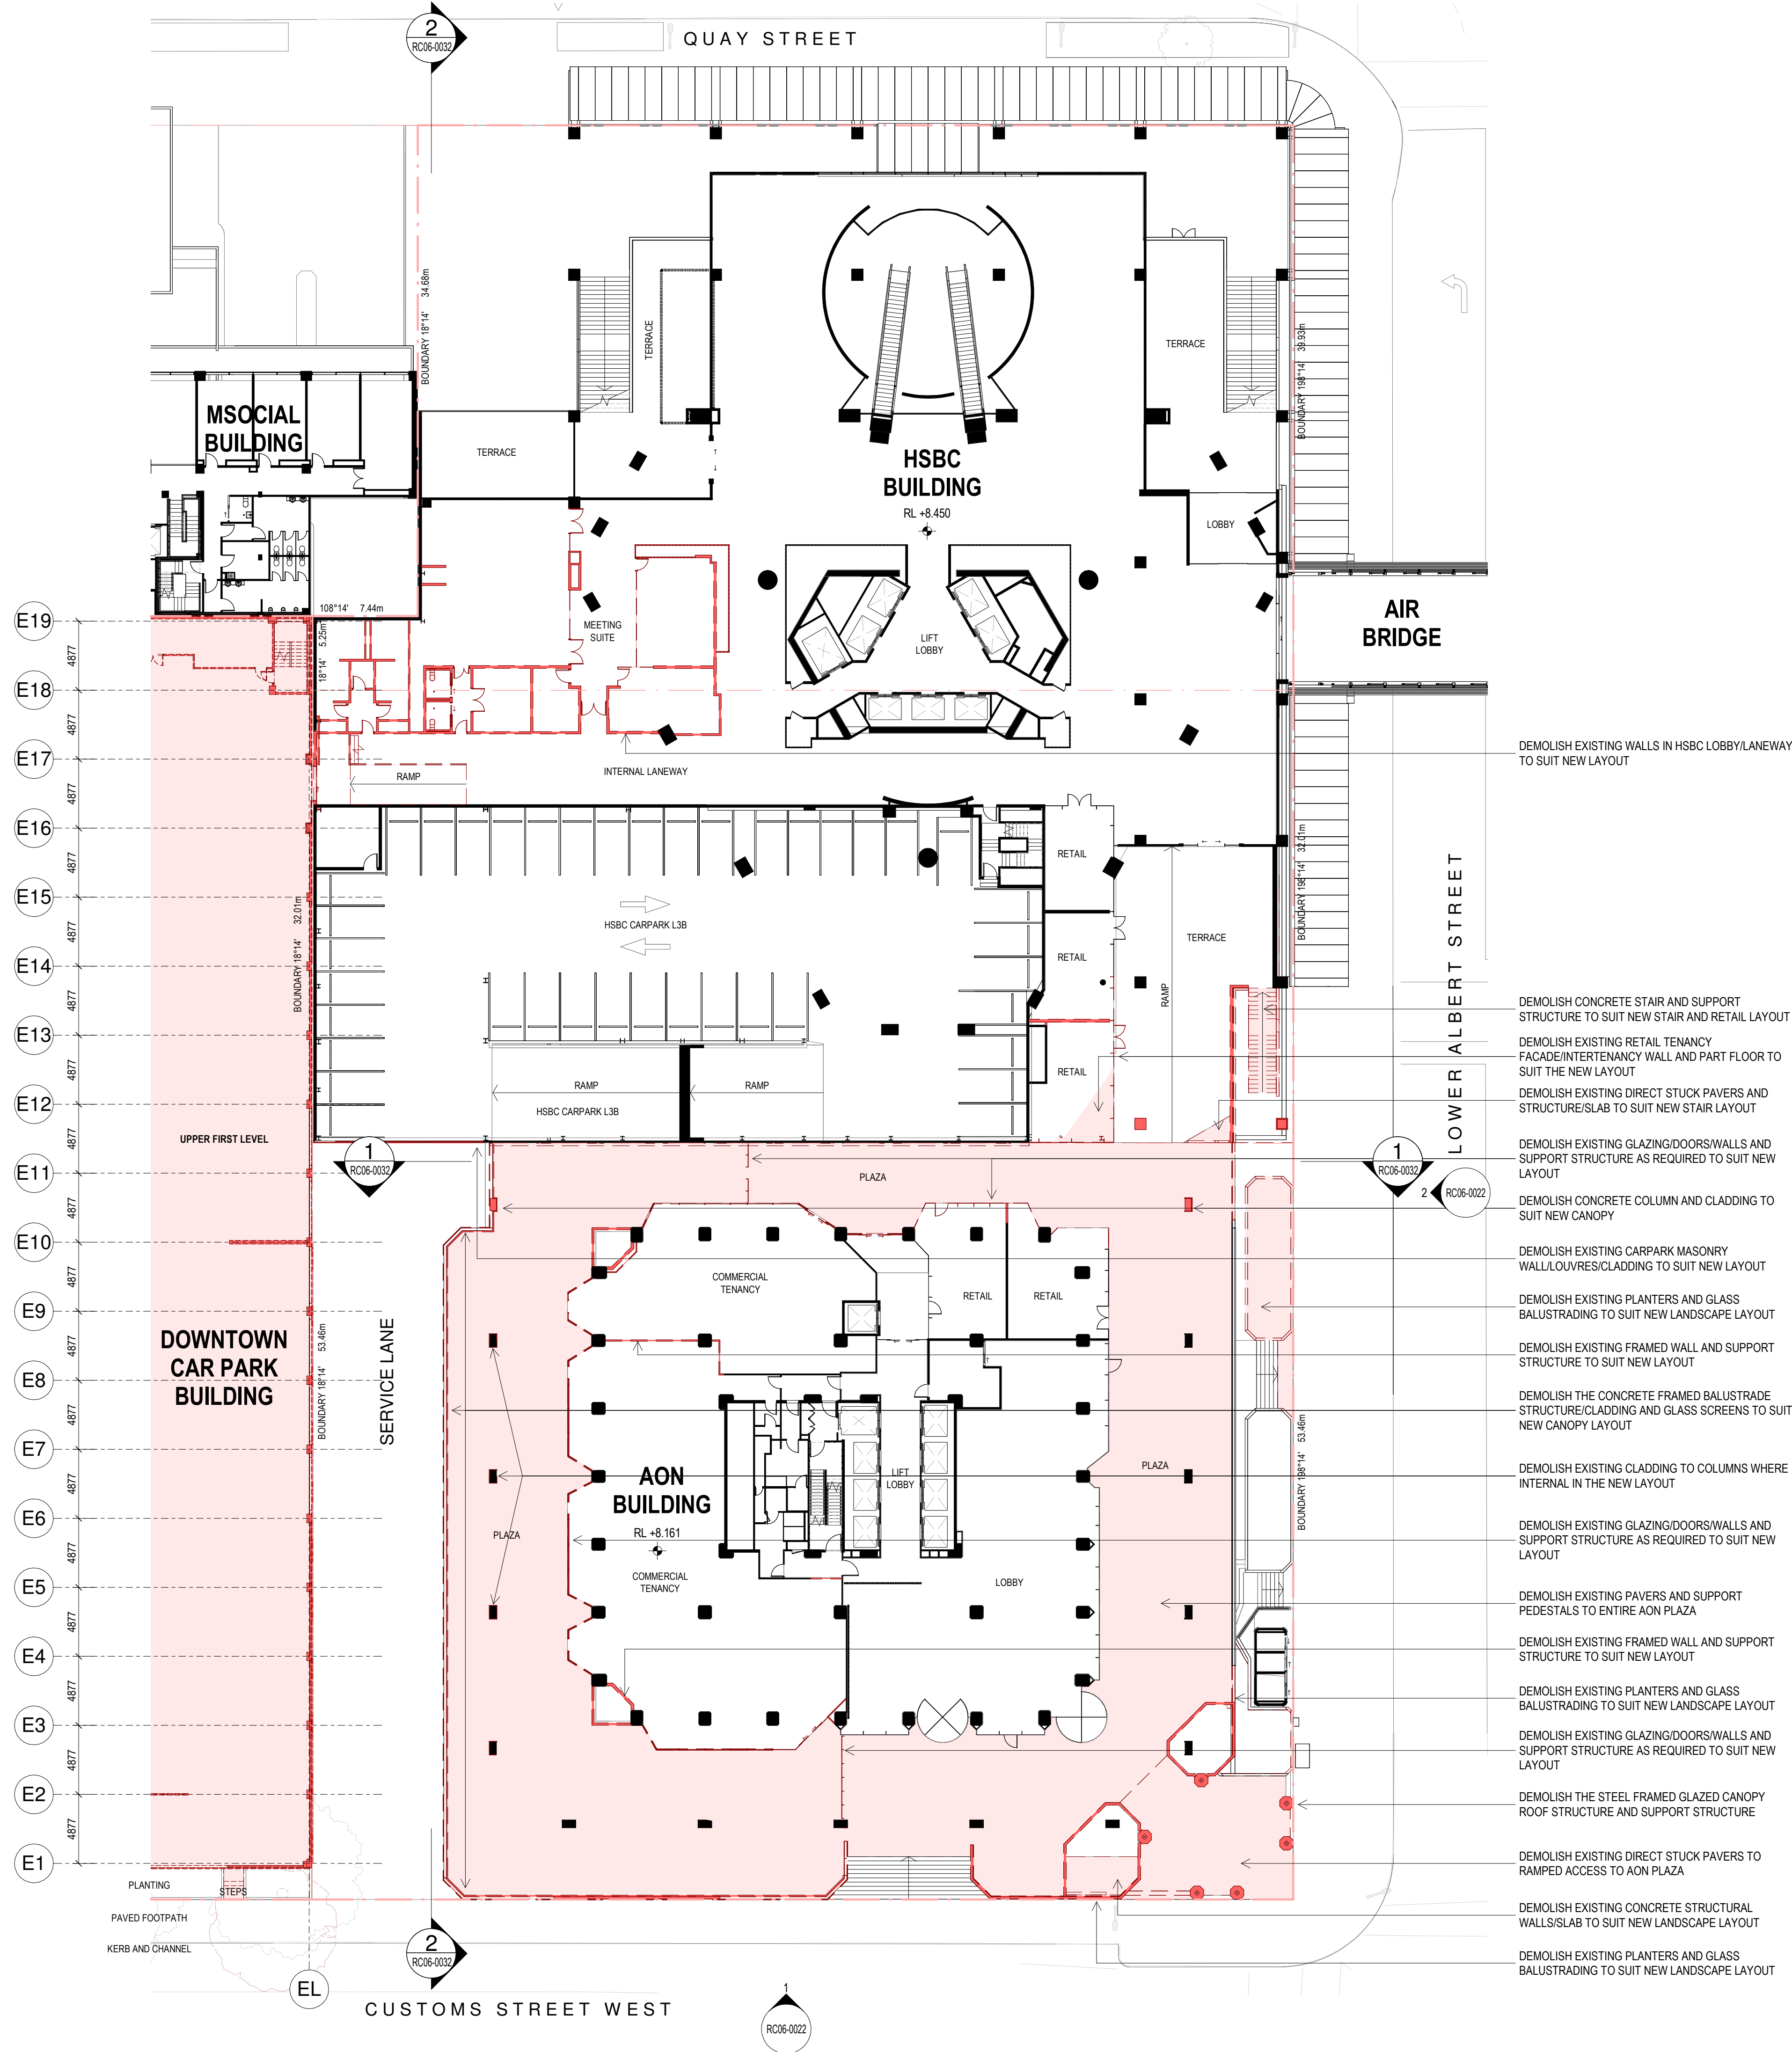 2
RC06-0032
QUAY STREET
BOUNDARY 18°14' 34.68m
TERRACE
TERRACE
BOUNDARY 198°14' 39.93m
MSOCIAL
BUILDING
TERRACE
HSBC
BUILDING
RL +8.450
LOBBY
AIR
BRIDGE
108°14' 7.44m
18°14' 5.25m
MEETING
SUITE
LIFT
LOBBY
E19
4877
E18
4877
E17
4877
E16
4877
E15
4877
E14
4877
E13
4877
E12
4877
E11
4877
E10
4877
E9
4877
E8
4877
E7
4877
E6
4877
E5
4877
E4
4877
E3
4877
E2
4877
E1
INTERNAL LANEWAY
RAMP
RETAIL
BOUNDARY 198°14' 32.01m
BOUNDARY 18°14' 32.01m
HSBC CARPARK L3B
RETAIL
TERRACE
RAMP
RETAIL
RAMP
RAMP
HSBC CARPARK L3B
LOWER ALBERT STREET
UPPER FIRST LEVEL
1
RC06-0032
1
RC06-0032
2
RC06-0022
PLAZA
COMMERCIAL
TENANCY
RETAIL
RETAIL
DOWNTOWN
CAR PARK
BUILDING
BOUNDARY 18°14' 53.46m
SERVICE LANE
BOUNDARY 198°14' 53.46m
AON
BUILDING
RL +8.161
LIFT
LOBBY
PLAZA
PLAZA
COMMERCIAL
TENANCY
LOBBY
DEMOLISH EXISTING WALLS IN HSBC LOBBY/LANEWAY
TO SUIT NEW LAYOUT
DEMOLISH CONCRETE STAIR AND SUPPORT
STRUCTURE TO SUIT NEW STAIR AND RETAIL LAYOUT
DEMOLISH EXISTING RETAIL TENANCY
FACADE/INTERTENANCY WALL AND PART FLOOR TO
SUIT THE NEW LAYOUT
DEMOLISH EXISTING DIRECT STUCK PAVERS AND
STRUCTURE/SLAB TO SUIT NEW STAIR LAYOUT
DEMOLISH EXISTING GLAZING/DOORS/WALLS AND
SUPPORT STRUCTURE AS REQUIRED TO SUIT NEW
LAYOUT
DEMOLISH CONCRETE COLUMN AND CLADDING TO
SUIT NEW CANOPY
DEMOLISH EXISTING CARPARK MASONRY
WALL/LOUVRES/CLADDING TO SUIT NEW LAYOUT
DEMOLISH EXISTING PLANTERS AND GLASS
BALUSTRADING TO SUIT NEW LANDSCAPE LAYOUT
DEMOLISH EXISTING FRAMED WALL AND SUPPORT
STRUCTURE TO SUIT NEW LAYOUT
DEMOLISH THE CONCRETE FRAMED BALUSTRADE
STRUCTURE/CLADDING AND GLASS SCREENS TO SUIT
NEW CANOPY LAYOUT
DEMOLISH EXISTING CLADDING TO COLUMNS WHERE
INTERNAL IN THE NEW LAYOUT
DEMOLISH EXISTING GLAZING/DOORS/WALLS AND
SUPPORT STRUCTURE AS REQUIRED TO SUIT NEW
LAYOUT
DEMOLISH EXISTING PAVERS AND SUPPORT
PEDESTALS TO ENTIRE AON PLAZA
DEMOLISH EXISTING FRAMED WALL AND SUPPORT
STRUCTURE TO SUIT NEW LAYOUT
DEMOLISH EXISTING PLANTERS AND GLASS
BALUSTRADING TO SUIT NEW LANDSCAPE LAYOUT
DEMOLISH EXISTING GLAZING/DOORS/WALLS AND
SUPPORT STRUCTURE AS REQUIRED TO SUIT NEW
LAYOUT
DEMOLISH THE STEEL FRAMED GLAZED CANOPY
ROOF STRUCTURE AND SUPPORT STRUCTURE
DEMOLISH EXISTING DIRECT STUCK PAVERS TO
RAMPED ACCESS TO AON PLAZA
DEMOLISH EXISTING CONCRETE STRUCTURAL
WALLS/SLAB TO SUIT NEW LANDSCAPE LAYOUT
DEMOLISH EXISTING PLANTERS AND GLASS
BALUSTRADING TO SUIT NEW LANDSCAPE LAYOUT
PLANTING
STEPS
PAVED FOOTPATH
KERB AND CHANNEL
EL
2
RC06-0032
CUSTOMS STREET WEST
1
RC06-0022